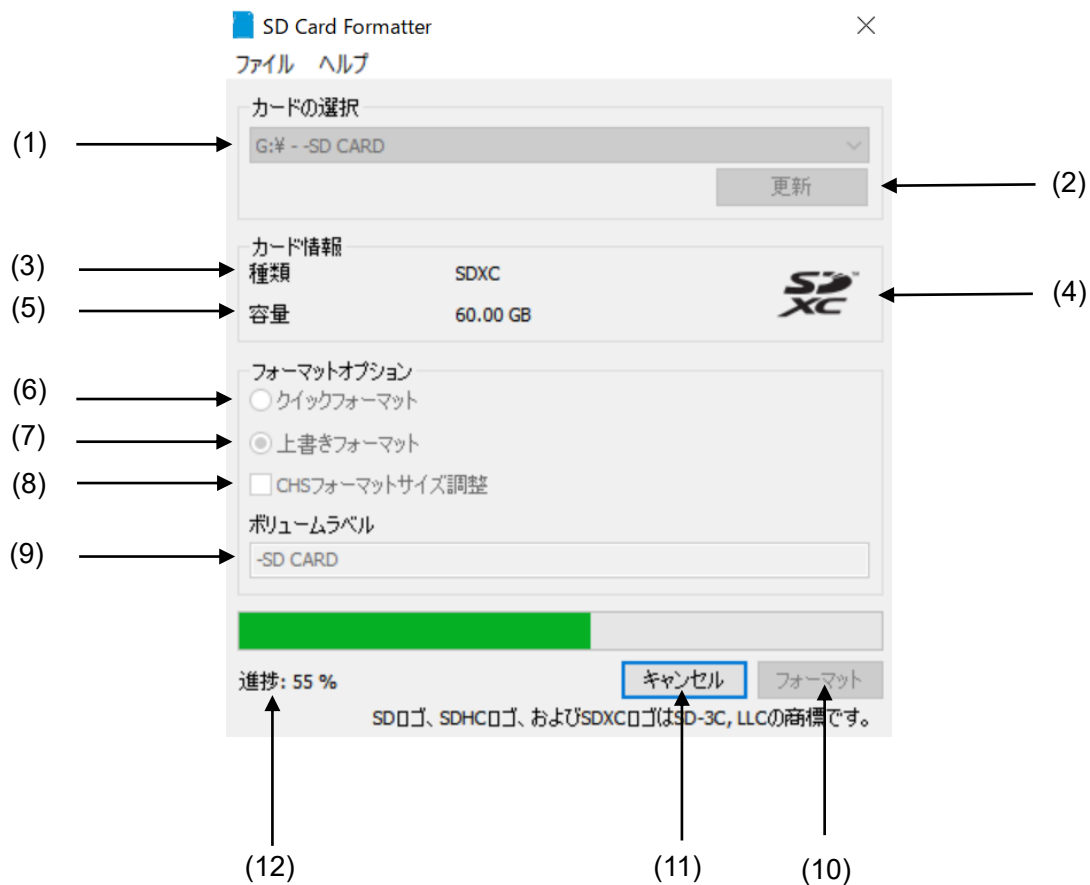 SD Card Formatter
ファイル ヘルプ
カードの選択
(1)
G:¥ - -SD CARD
更新
(2)
カード情報
(3)
種類 SDXC
SD XC™
(4)
(5)
容量 60.00 GB
フォーマットオプション
(6)
クイックフォーマット
(7)
上書きフォーマット
(8)
CHSフォーマットサイズ調整
ボリュームラベル
(9)
-SD CARD
進捗: 55 %
キャンセル フォーマット
SDロゴ、SDHCロゴ、およびSDXCロゴはSD-3C, LLCの商標です。
(12) (11) (10)